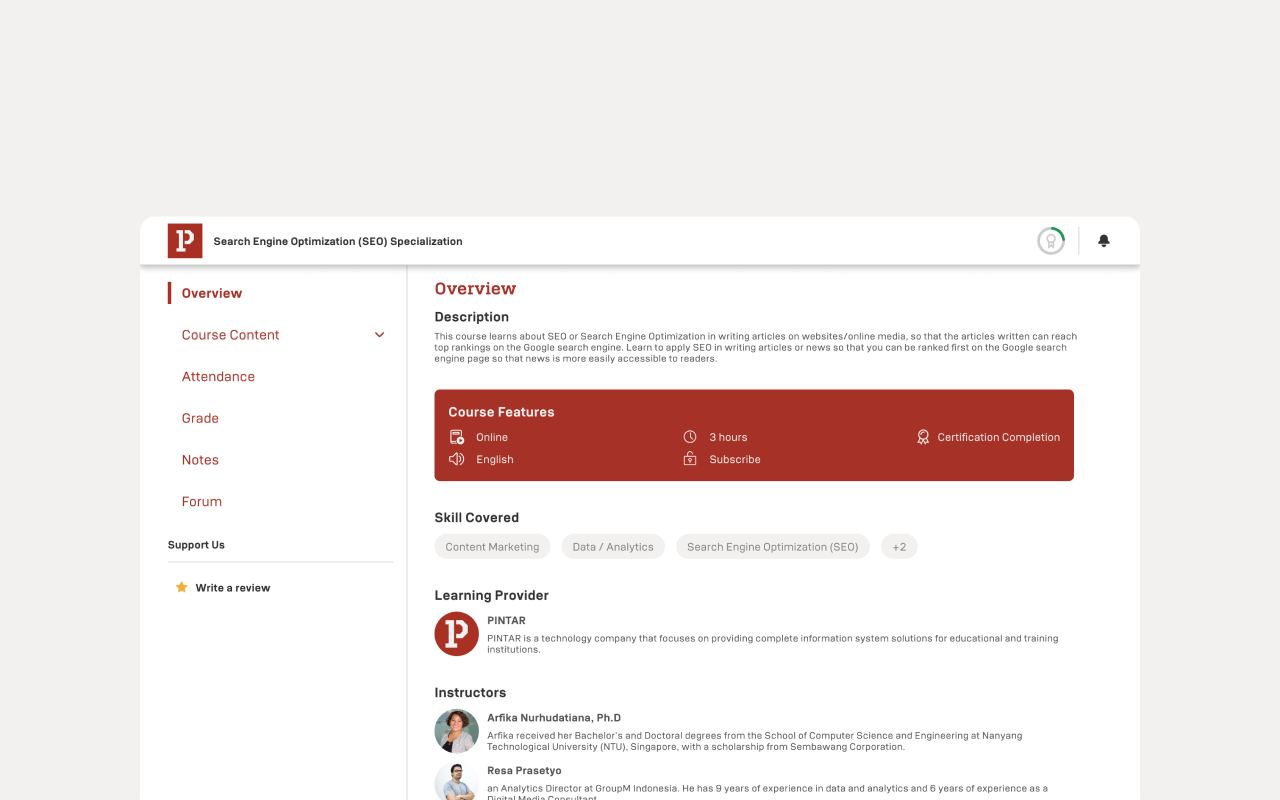 P Search Engine Optimization (SEO) Specialization
Overview
Course Content
Attendance
Grade
Notes
Forum
Support Us
Write a review
Overview
Description
This course learns about SEO or Search Engine Optimization in writing articles on websites/online media, so that the articles written can reach
top rankings on the Google search engine. Learn to apply SEO in writing articles or news so that you can be ranked first on the Google search
engine page so that news is more easily accessible to readers.
Course Features
Online
3 hours
Certification Completion
English
Subscribe
Skill Covered
Content Marketing
Data / Analytics
Search Engine Optimization (SEO)
+2
Learning Provider
P
PINTAR
PINTAR is a technology company that focuses on providing complete information system solutions for educational and training
institutions.
Instructors
Arfika Nurhudatiana, Ph.D
Arfika received her Bachelor's and Doctoral degrees from the School of Computer Science and Engineering at Nanyang
Technological University (NTU), Singapore, with a scholarship from Sembawang Corporation.
Resa Prasetyo
an Analytics Director at GroupM Indonesia. He has 9 years of experience in data and analytics and 6 years of experience as a
Digital Media Consultant.